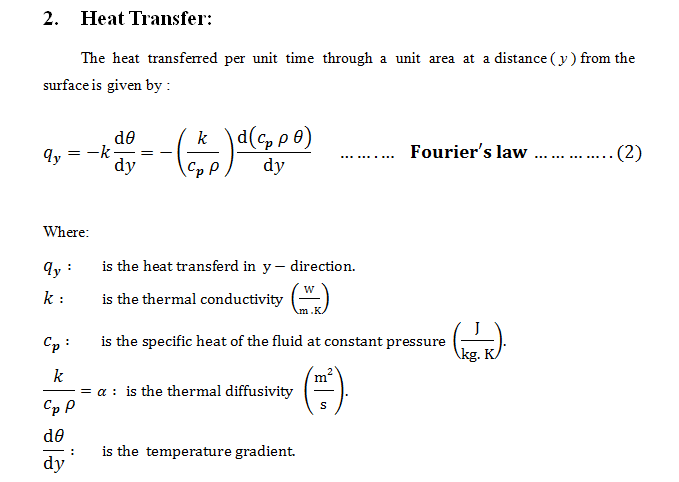 2. Heat Transfer:
The heat transferred per unit time through a unit area at a distance ( y ) from the
surface is given by :
q_y = −k dθ/dy = −(k/(c_p ρ)) d(c_p ρ θ)/dy ... ... .... ... Fourier′s law ... ... ... .... . (2)
Where:
q_y : is the heat transferd in y − direction.
k : is the thermal conductivity (W/(m .K))
c_p : is the specific heat of the fluid at constant pressure (J/(kg. K)).
k/(c_p ρ) = α : is the thermal diffusivity (m²/s).
dθ/dy : is the temperature gradient.